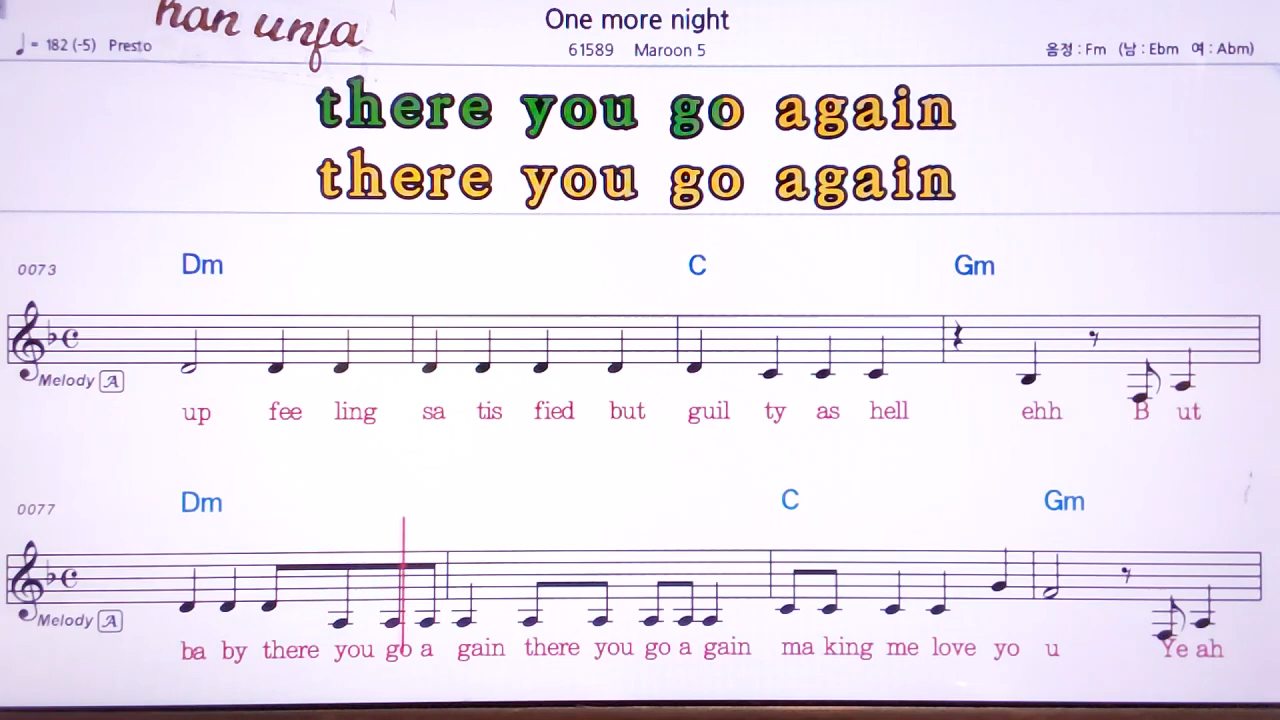 han unja
One more night
♩ = 182 (-5) Presto
61589 Maroon 5
음정 : Fm (남 : Ebm 여 : Abm)
there you go again
there you go again
0073 Dm C Gm
Melody A
up fee ling sa tis fied but guil ty as hell ehh B ut
0077 Dm C Gm
Melody A
ba by there you go a gain there you go a gain ma king me love yo u Ye ah